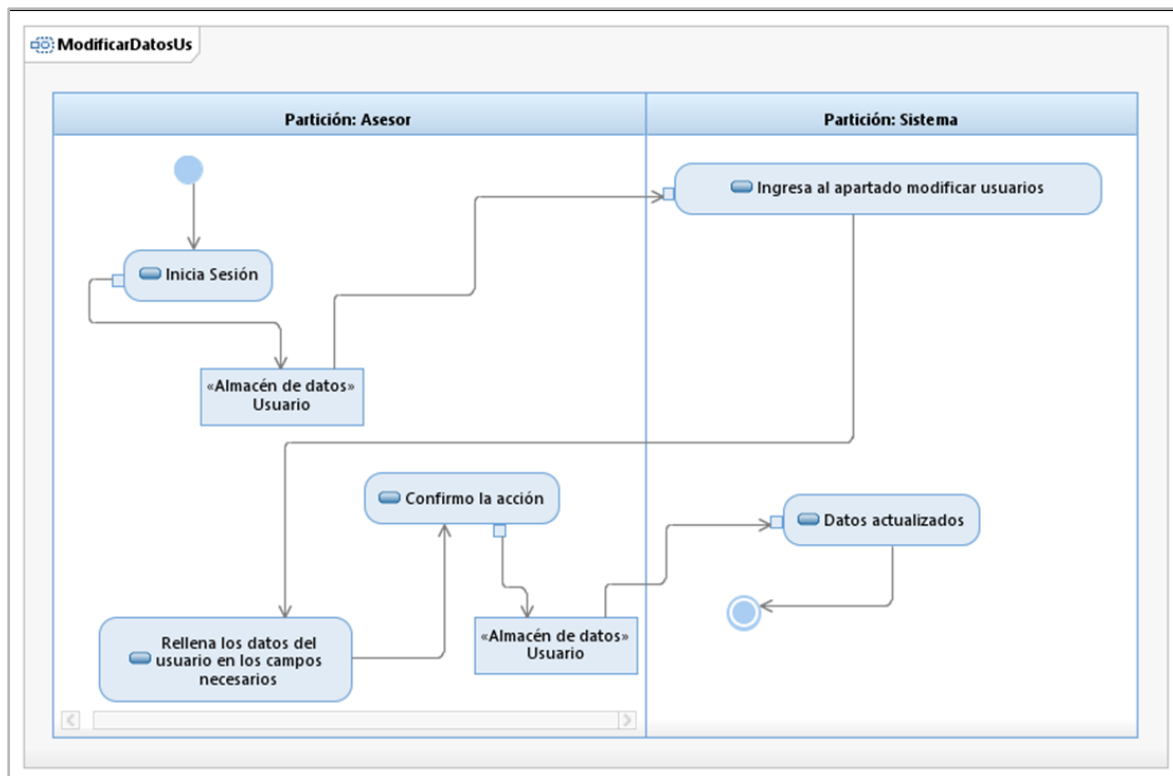 ModificarDatosUs
Partición: Asesor
Partición: Sistema
Ingresa al apartado modificar usuarios
Inicia Sesión
«Almacén de datos»
Usuario
Confirmo la acción
Datos actualizados
Rellena los datos del
usuario en los campos
necesarios
«Almacén de datos»
Usuario